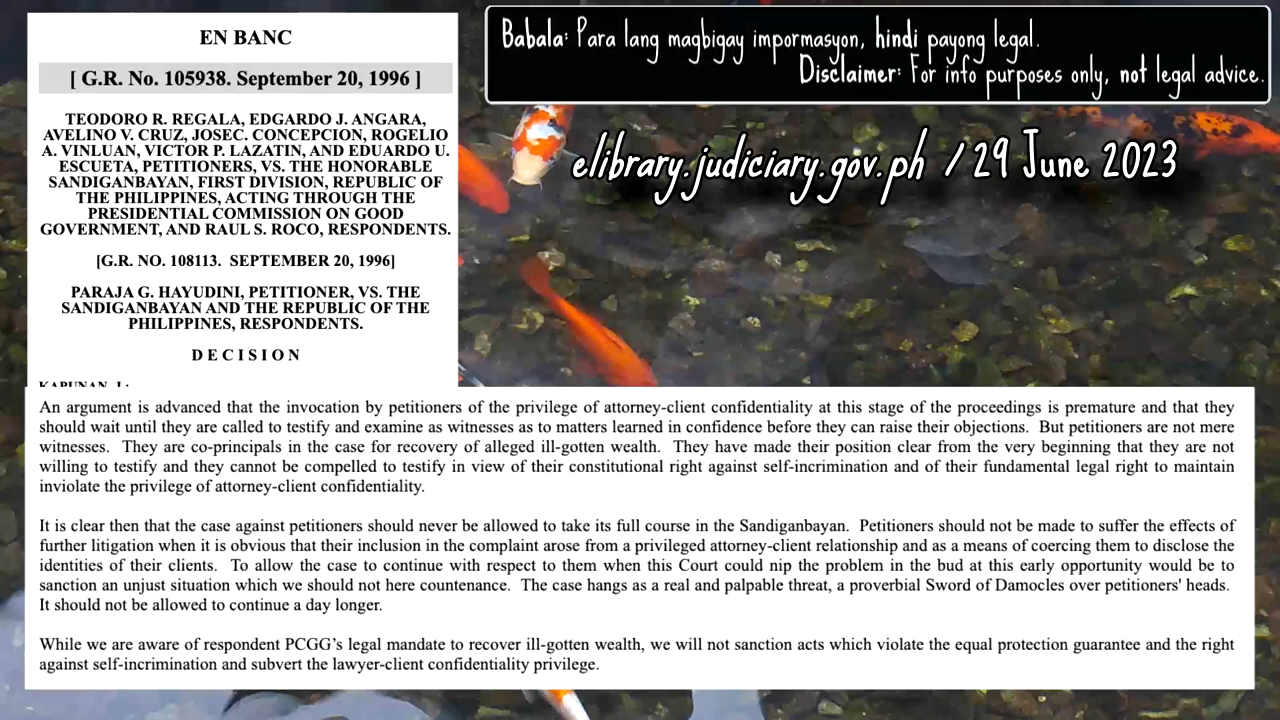 EN BANC
[ G.R. No. 105938. September 20, 1996 ]
TEODORO R. REGALA, EDGARDO J. ANGARA,
AVELINO V. CRUZ, JOSEC. CONCEPCION, ROGELIO
A. VINLUAN, VICTOR P. LAZATIN, AND EDUARDO U.
ESCUETA, PETITIONERS, VS. THE HONORABLE
SANDIGANBAYAN, FIRST DIVISION, REPUBLIC OF
THE PHILIPPINES, ACTING THROUGH THE
PRESIDENTIAL COMMISSION ON GOOD
GOVERNMENT, AND RAUL S. ROCO, RESPONDENTS.
[G.R. NO. 108113. SEPTEMBER 20, 1996]
PARAJA G. HAYUDINI, PETITIONER, VS. THE
SANDIGANBAYAN AND THE REPUBLIC OF THE
PHILIPPINES, RESPONDENTS.
D E C I S I O N
KAPUNAN, J.:
Babala: Para lang magbigay impormasyon, hindi payong legal.
Disclaimer: For info purposes only, not legal advice.
elibrary.judiciary.gov.ph / 29 June 2023
An argument is advanced that the invocation by petitioners of the privilege of attorney-client confidentiality at this stage of the proceedings is premature and that they
should wait until they are called to testify and examine as witnesses as to matters learned in confidence before they can raise their objections. But petitioners are not mere
witnesses. They are co-principals in the case for recovery of alleged ill-gotten wealth. They have made their position clear from the very beginning that they are not
willing to testify and they cannot be compelled to testify in view of their constitutional right against self-incrimination and of their fundamental legal right to maintain
inviolate the privilege of attorney-client confidentiality.
It is clear then that the case against petitioners should never be allowed to take its full course in the Sandiganbayan. Petitioners should not be made to suffer the effects of
further litigation when it is obvious that their inclusion in the complaint arose from a privileged attorney-client relationship and as a means of coercing them to disclose the
identities of their clients. To allow the case to continue with respect to them when this Court could nip the problem in the bud at this early opportunity would be to
sanction an unjust situation which we should not here countenance. The case hangs as a real and palpable threat, a proverbial Sword of Damocles over petitioners' heads.
It should not be allowed to continue a day longer.
While we are aware of respondent PCGG's legal mandate to recover ill-gotten wealth, we will not sanction acts which violate the equal protection guarantee and the right
against self-incrimination and subvert the lawyer-client confidentiality privilege.